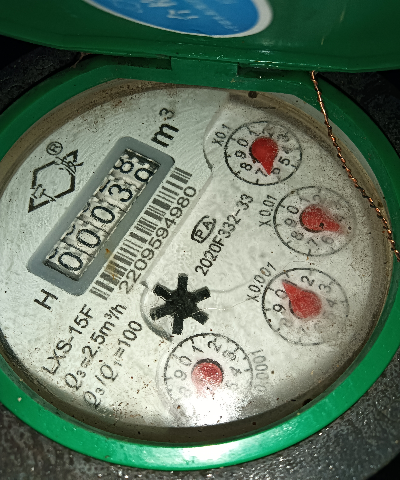 m³
00038
H
2209594980
LXS-15F
Q₃=2.5m³/h
Q₃/Q₁=100
PA
2020F332-33
X0.1
X0.01
X0.001
X0.0001